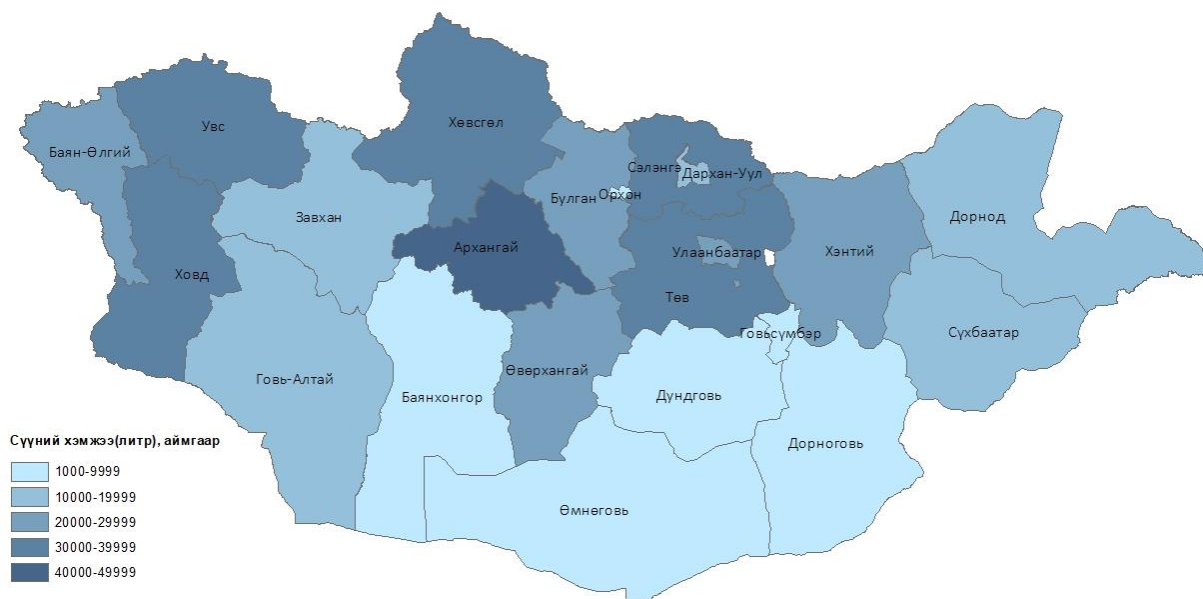 Увс
Хөвсгөл
Баян-Өлгий
Сэлэнгэ
Дархан-Уул
Орхон
Булган
Завхан
Дорнод
Архангай
Улаанбаатар
Хэнтий
Ховд
Төв
Говьсүмбэр
Сүхбаатар
Говь-Алтай
Өвөрхангай
Баянхонгор
Дундговь
Дорноговь
Өмнөговь
Сүүний хэмжээ(литр), аймгаар
1000-9999
10000-19999
20000-29999
30000-39999
40000-49999